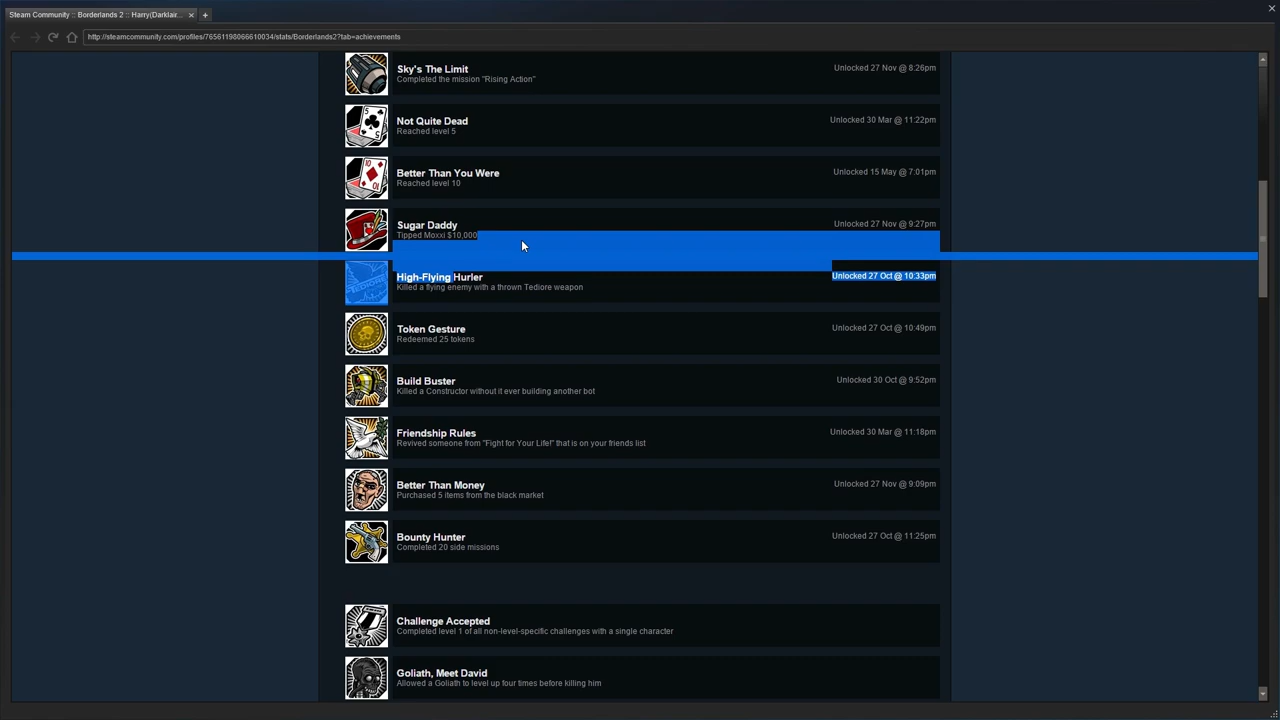 Steam Community :: Borderlands 2 :: Harry(Darklair...
http://steamcommunity.com/profiles/76561198066610034/stats/Borderlands2?tab=achievements
Sky's The Limit
Unlocked 27 Nov @ 8:26pm
Completed the mission "Rising Action"
Not Quite Dead
Unlocked 30 Mar @ 11:22pm
Reached level 5
Better Than You Were
Unlocked 15 May @ 7:01pm
Reached level 10
Sugar Daddy
Unlocked 27 Nov @ 9:27pm
Tipped Moxxi $10,000
High-Flying Hurler
Unlocked 27 Oct @ 10:33pm
Killed a flying enemy with a thrown Tediore weapon
Token Gesture
Unlocked 27 Oct @ 10:49pm
Redeemed 25 tokens
Build Buster
Unlocked 30 Oct @ 9:52pm
Killed a Constructor without it ever building another bot
Friendship Rules
Unlocked 30 Mar @ 11:18pm
Revived someone from "Fight for Your Life!" that is on your friends list
Better Than Money
Unlocked 27 Nov @ 9:09pm
Purchased 5 items from the black market
Bounty Hunter
Unlocked 27 Oct @ 11:25pm
Completed 20 side missions
Challenge Accepted
Completed level 1 of all non-level-specific challenges with a single character
Goliath, Meet David
Allowed a Goliath to level up four times before killing him